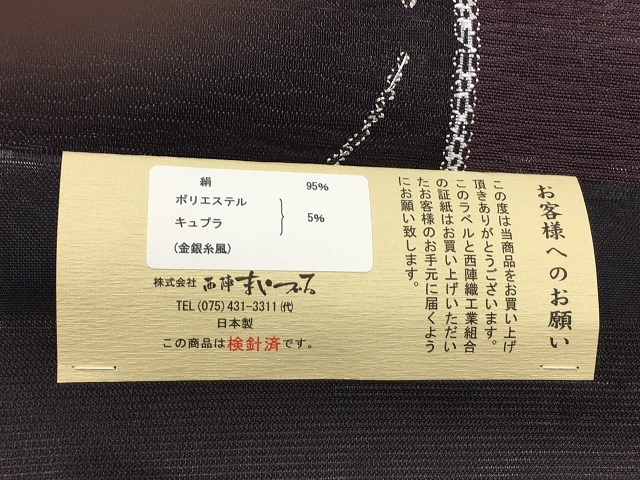 お客様へのお願い
この度は当商品をお買い上げ
頂きありがとうございます。
このラベルと西陣織工業組合
の証紙はお買い上げいただい
たお客様のお手元に届くよう
にお願い致します。
絹 95%
ポリエステル
キュプラ } 5%
(金銀糸風)
株式会社 西陣まいづる
TEL(075)431-3311㈹
日本製
この商品は検針済です。